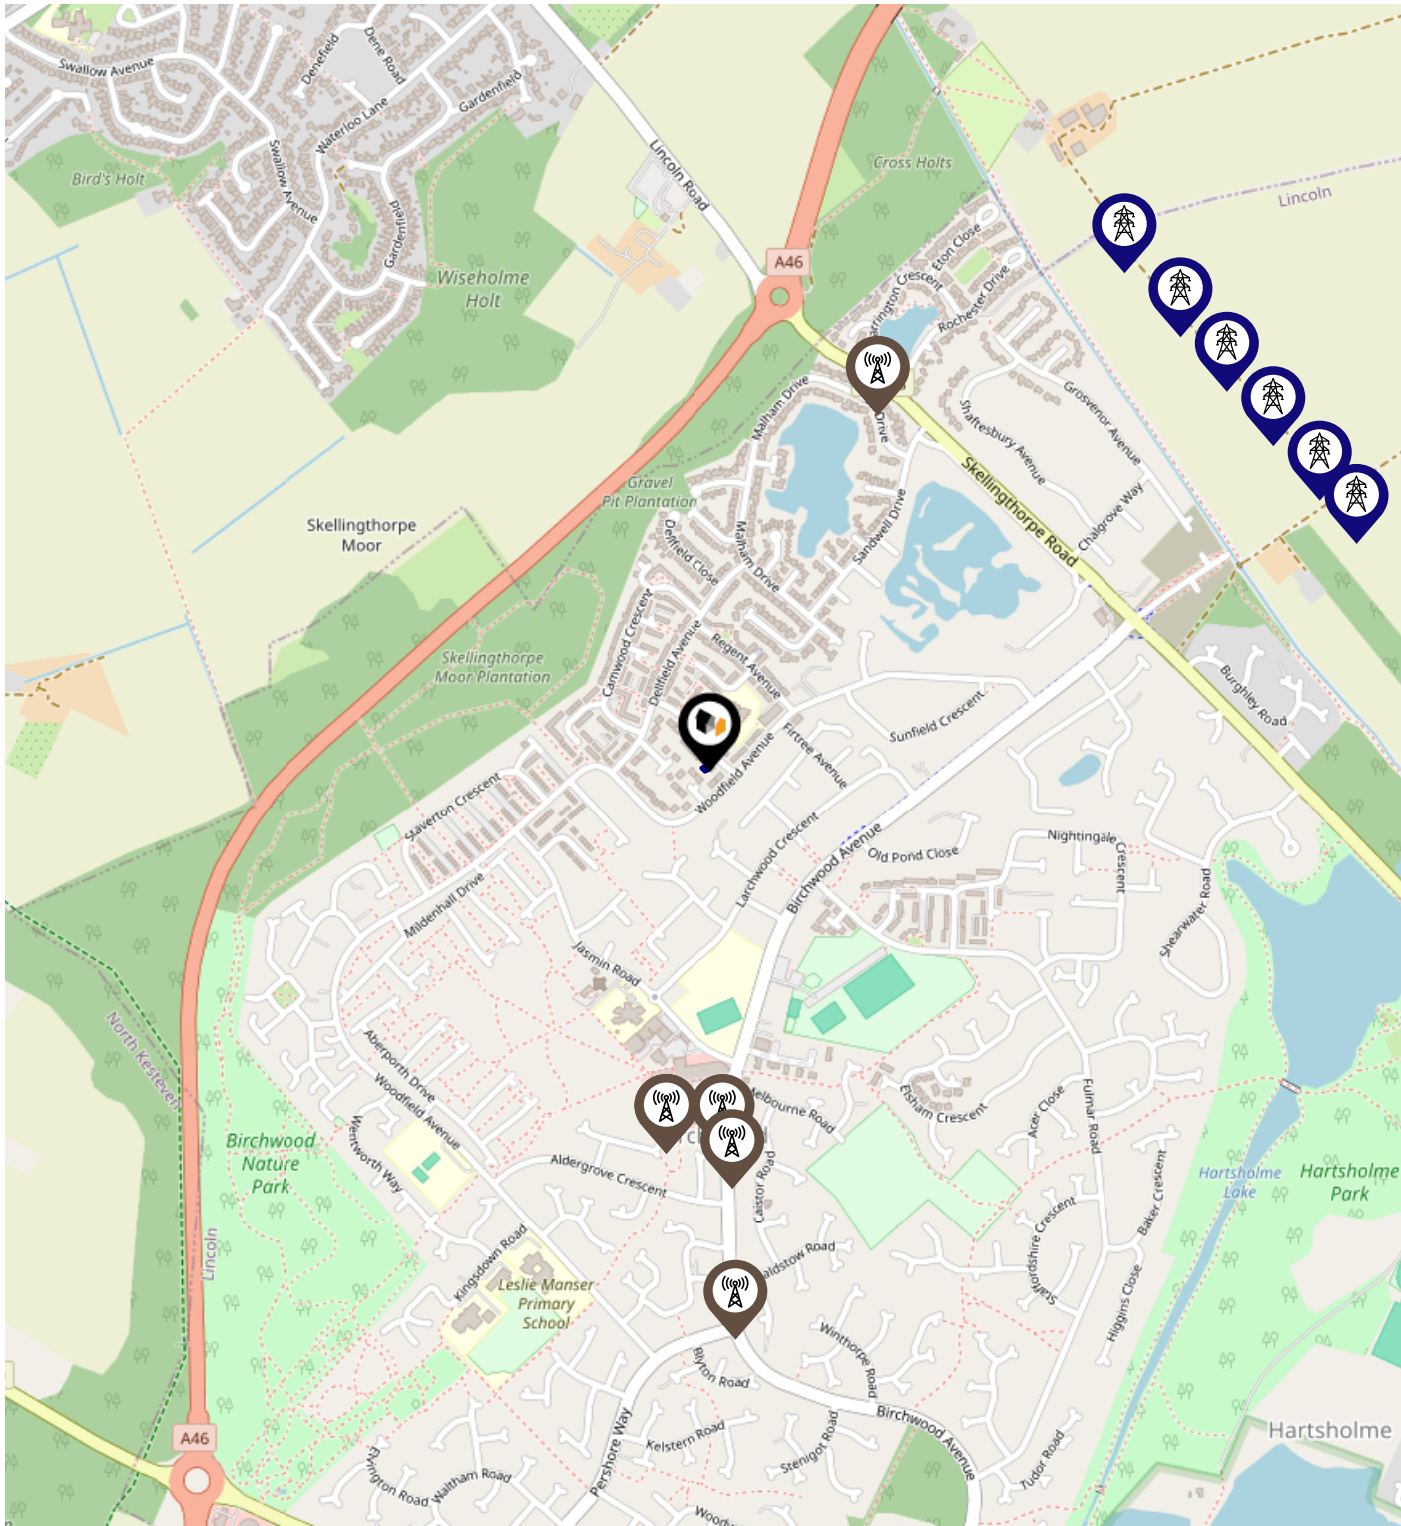 Swallow Avenue
Denefield
Dene Road
Gardenfield
Waterloo Lane
Bird's Holt
Swallow Avenue
Gardenfield
Wiseholme
Holt
Lincoln Road
Cross Holts
Lincoln
A46
Eton Close
Rochester Drive
Malham Drive
Drive
Grosvenor Avenue
Shaftesbury Avenue
Skellingthorpe Road
Chalgrove Way
Gravel
Pit Plantation
Skellingthorpe
Moor
Dellfield Close
Malham Drive
Sandwell Drive
Carnwood Crescent
Dellfield Avenue
Regent Avenue
Skellingthorpe
Moor Plantation
Burghley Road
Sunfield Crescent
Firtree Avenue
Woodfield Avenue
Staverton Crescent
Larchwood Crescent
Birchwood Avenue
Old Pond Close
Nightingale
Crescent
Mildenhall Drive
Shearwater Road
Jasmin Road
North Kesteven
Aberporth Drive
Woodfield Avenue
Wentworth Way
Birchwood
Nature
Park
Melbourne Road
Elsham Crescent
Acer Close
Fulmar Road
Aldergrove Crescent
Caistor Road
Baker Crescent
Hartsholme
Lake
Hartsholme
Park
Lincoln
Kingsdown Road
Leslie Manser
Primary
School
Staffordshire Crescent
Higgins Close
Winthorpe Road
Blyton Road
Birchwood Avenue
Hartsholme
A46
Pershore Way
Kelstern Road
Stenigot Road
Tudor Road
Waltham Road